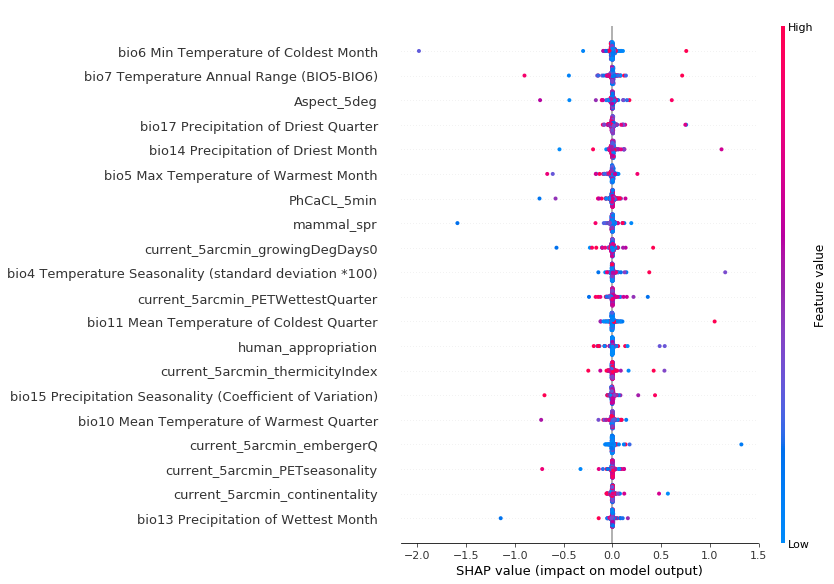 High
bio6 Min Temperature of Coldest Month
bio7 Temperature Annual Range (BIO5-BIO6)
Aspect_5deg
bio17 Precipitation of Driest Quarter
bio14 Precipitation of Driest Month
bio5 Max Temperature of Warmest Month
PhCaCL_5min
mammal_spr
current_5arcmin_growingDegDays0
bio4 Temperature Seasonality (standard deviation *100)
current_5arcmin_PETWettestQuarter
bio11 Mean Temperature of Coldest Quarter
human_appropriation
current_5arcmin_thermicityIndex
bio15 Precipitation Seasonality (Coefficient of Variation)
bio10 Mean Temperature of Warmest Quarter
current_5arcmin_embergerQ
current_5arcmin_PETseasonality
current_5arcmin_continentality
bio13 Precipitation of Wettest Month
Feature value
Low
−2.0 −1.5 −1.0 −0.5 0.0 0.5 1.0 1.5
SHAP value (impact on model output)